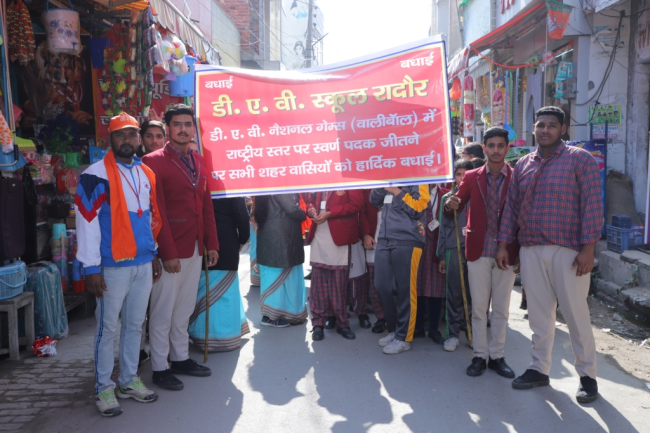 बधाई बधाई
डी. ए. वी. स्कूल रादौर
डी. ए. वी. नैशनल गेम्स (वालीबॉल) में
राष्ट्रीय स्तर पर स्वर्ण पदक जीतने
पर सभी शहर वासियों को हार्दिक बधाई।